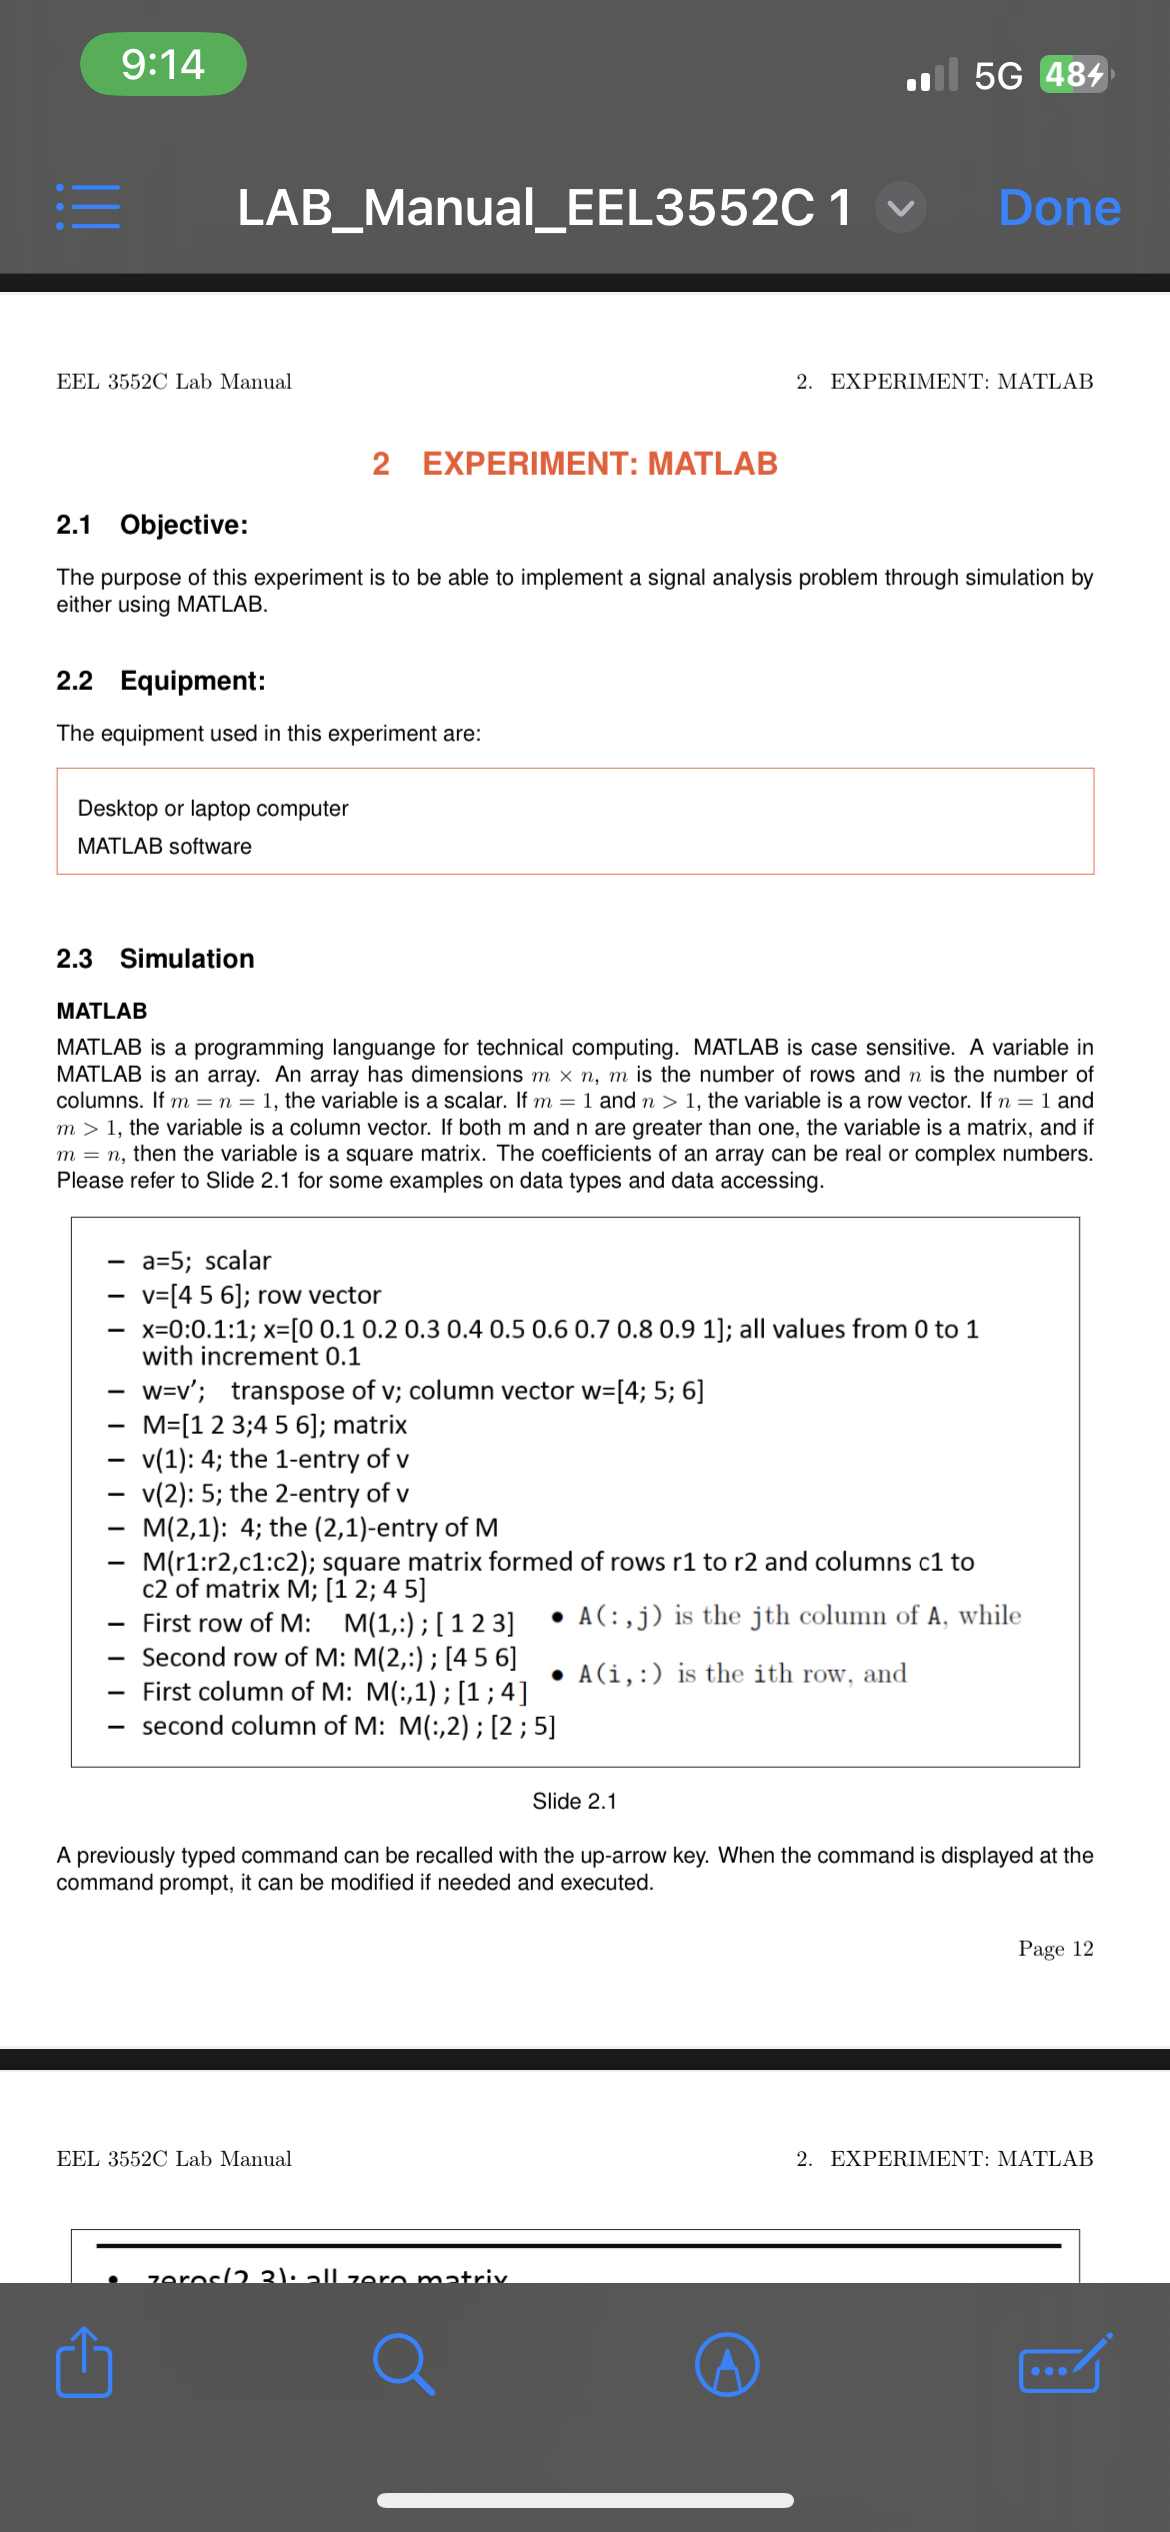 9:14
5G 48
LAB_Manual_EEL3552C 1
Done
EEL 3552C Lab Manual 2. EXPERIMENT: MATLAB
2 EXPERIMENT: MATLAB
2.1 Objective:
The purpose of this experiment is to be able to implement a signal analysis problem through simulation by
either using MATLAB.
2.2 Equipment:
The equipment used in this experiment are:
Desktop or laptop computer
MATLAB software
2.3 Simulation
MATLAB
MATLAB is a programming languange for technical computing. MATLAB is case sensitive. A variable in
MATLAB is an array. An array has dimensions m × n, m is the number of rows and n is the number of
columns. If m = n = 1, the variable is a scalar. If m = 1 and n > 1, the variable is a row vector. If n = 1 and
m > 1, the variable is a column vector. If both m and n are greater than one, the variable is a matrix, and if
m = n, then the variable is a square matrix. The coefficients of an array can be real or complex numbers.
Please refer to Slide 2.1 for some examples on data types and data accessing.
– a=5; scalar
– v=[4 5 6]; row vector
– x=0:0.1:1; x=[0 0.1 0.2 0.3 0.4 0.5 0.6 0.7 0.8 0.9 1]; all values from 0 to 1
with increment 0.1
– w=v’; transpose of v; column vector w=[4; 5; 6]
– M=[1 2 3;4 5 6]; matrix
– v(1): 4; the 1-entry of v
– v(2): 5; the 2-entry of v
– M(2,1): 4; the (2,1)-entry of M
– M(r1:r2,c1:c2); square matrix formed of rows r1 to r2 and columns c1 to
c2 of matrix M; [1 2; 4 5]
– First row of M: M(1,:) ; [ 1 2 3]
– Second row of M: M(2,:) ; [4 5 6]
– First column of M: M(:,1) ; [1 ; 4]
– second column of M: M(:,2) ; [2 ; 5]
• A(:,j) is the jth column of A, while
• A(i,:) is the ith row, and
Slide 2.1
A previously typed command can be recalled with the up-arrow key. When the command is displayed at the
command prompt, it can be modified if needed and executed.
Page 12
EEL 3552C Lab Manual 2. EXPERIMENT: MATLAB
• zeros(2,3); all zero matrix